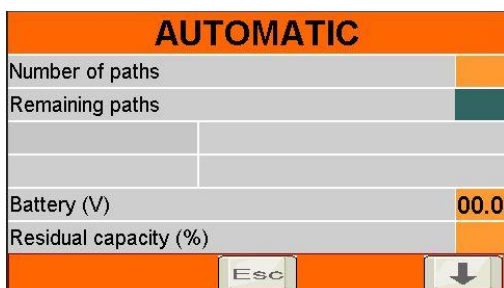 AUTOMATIC
Number of paths
Remaining paths
Battery (V) 00.0
Residual capacity (%)
Esc